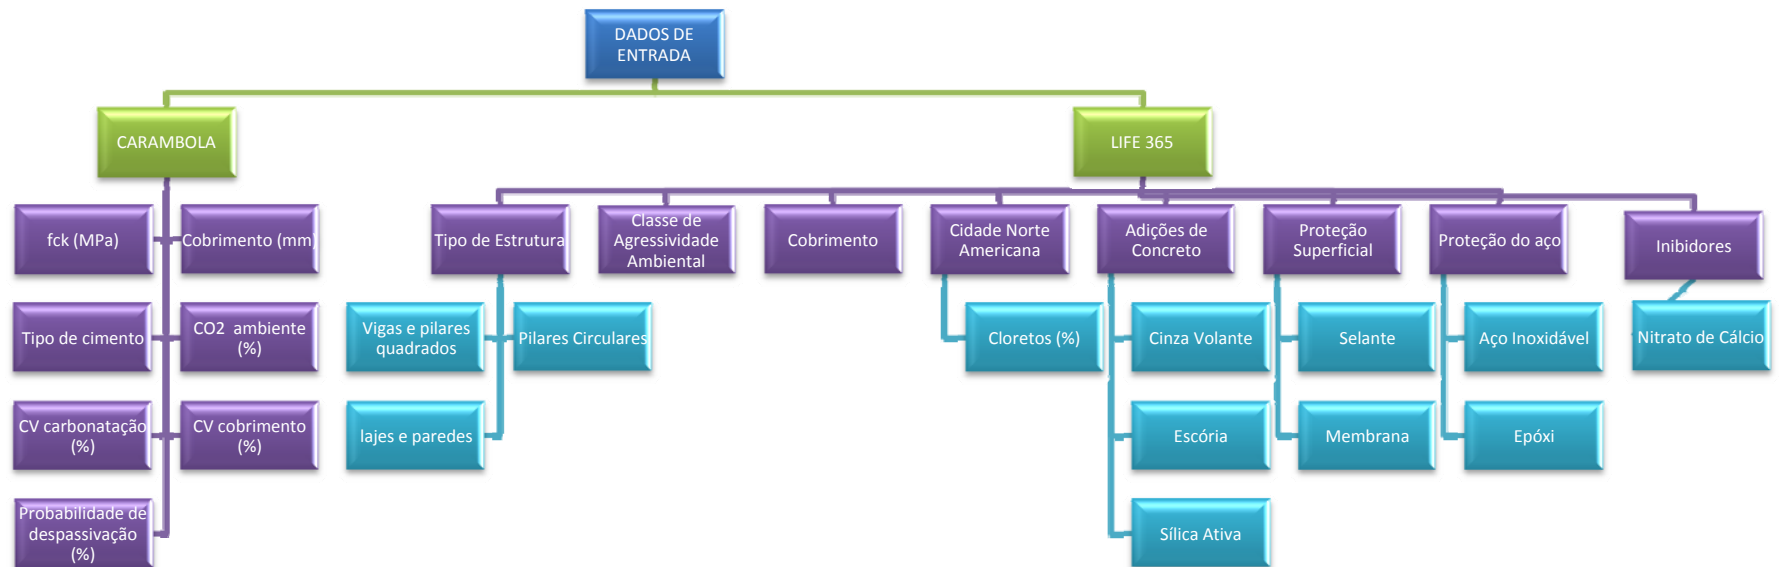 DADOS DE
ENTRADA
CARAMBOLA
LIFE 365
fck (MPa)
Cobrimento (mm)
Tipo de Estrutura
Classe de
Agressividade
Ambiental
Cobrimento
Cidade Norte
Americana
Adições de
Concreto
Proteção
Superficial
Proteção do aço
Inibidores
Tipo de cimento
CO2 ambiente
(%)
Vigas e pilares
quadrados
Pilares Circulares
Cloretos (%)
Cinza Volante
Selante
Aço Inoxidável
Nitrato de Cálcio
CV carbonatação
(%)
CV cobrimento
(%)
lajes e paredes
Escória
Membrana
Epóxi
Probabilidade de
despassivação
(%)
Sílica Ativa